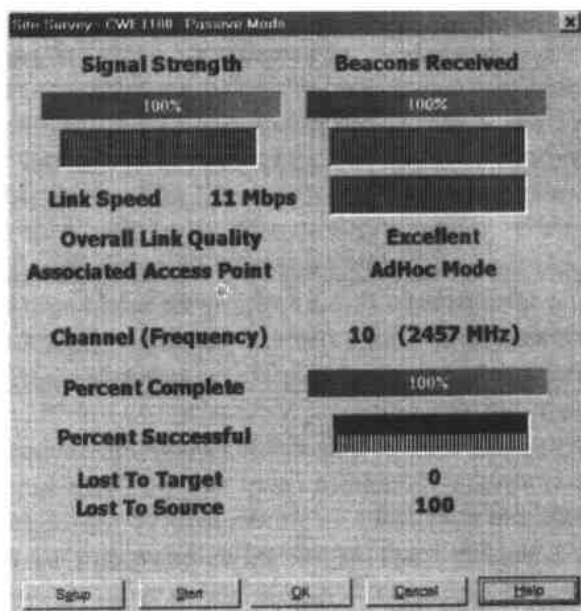 Site Survey - CWE1100 - Passive Mode
Signal Strength Beacons Received
100% 100%
Link Speed 11 Mbps
Overall Link Quality Excellent
Associated Access Point AdHoc Mode
Channel (Frequency) 10 (2457 MHz)
Percent Complete 100%
Percent Successful
Lost To Target 0
Lost To Source 100
Setup Start OK Cancel Help